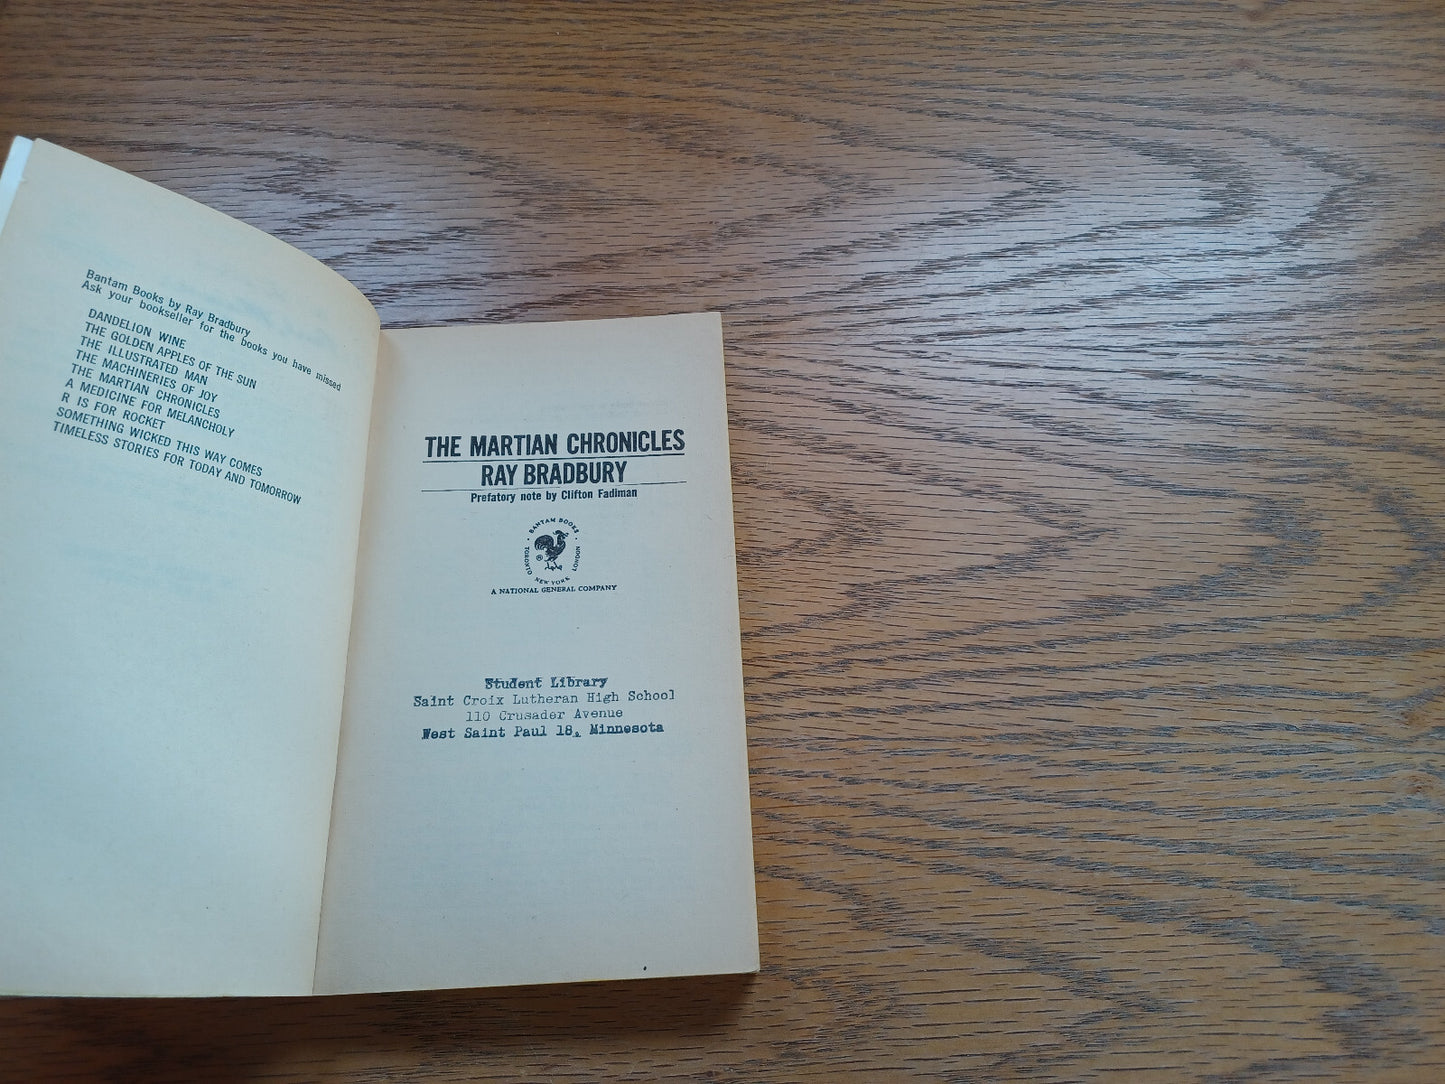 Bantam Books by Ray Bradbury
Ask your bookseller for the books you have missed
DANDELION WINE
THE GOLDEN APPLES OF THE SUN
THE ILLUSTRATED MAN
THE MACHINERIES OF JOY
THE MARTIAN CHRONICLES
A MEDICINE FOR MELANCHOLY
R IS FOR ROCKET
SOMETHING WICKED THIS WAY COMES
TIMELESS STORIES FOR TODAY AND TOMORROW
THE MARTIAN CHRONICLES
RAY BRADBURY
Prefatory note by Clifton Fadiman
· BANTAM BOOKS ·
TORONTO NEW YORK LONDON
®
A NATIONAL GENERAL COMPANY
Student Library
Saint Croix Lutheran High School
110 Crusader Avenue
West Saint Paul 18, Minnesota